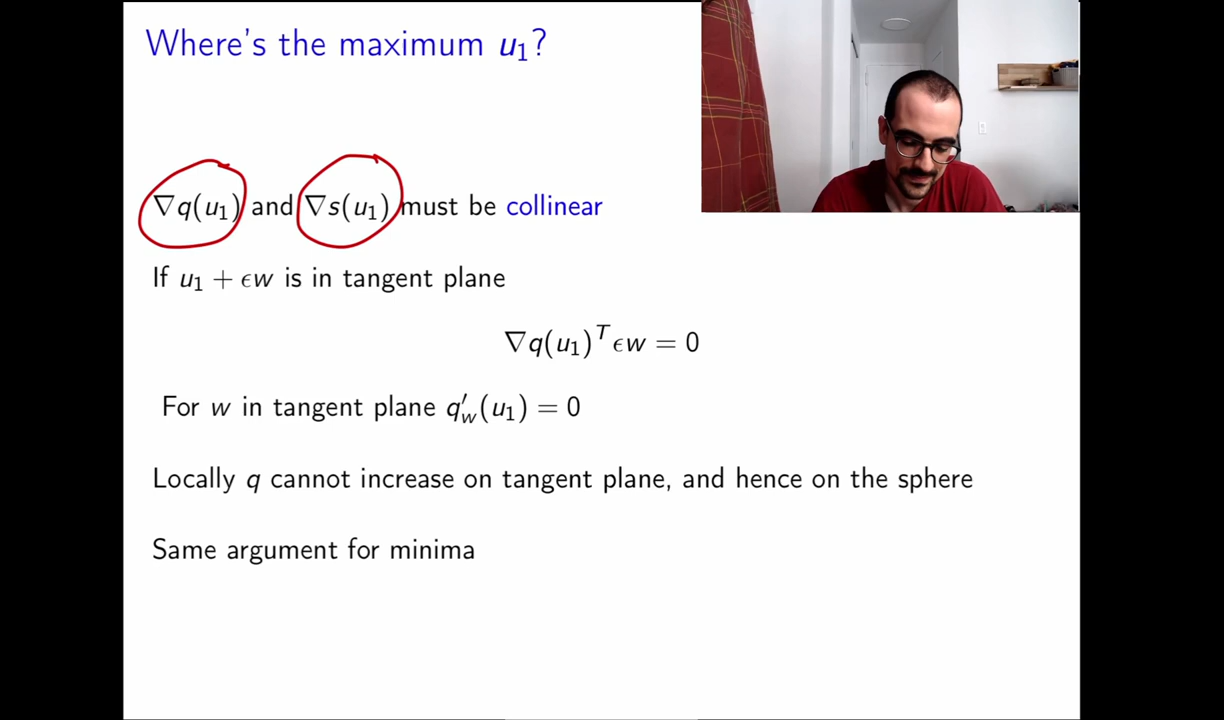 Where's the maximum u₁?
∇q(u₁) and ∇s(u₁) must be collinear
If u₁ + ϵw is in tangent plane
∇q(u₁)ᵀϵw = 0
For w in tangent plane q′_w(u₁) = 0
Locally q cannot increase on tangent plane, and hence on the sphere
Same argument for minima